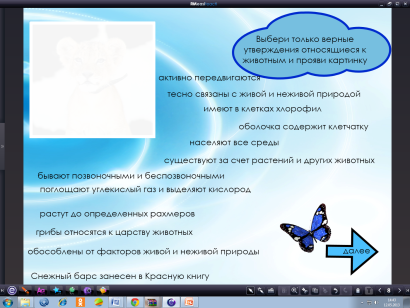 Выбери только верные
утверждения относящиеся к
животным и прояви картинку
активно передвигаются
тесно связаны с живой и неживой природой
имеют в клетках хлорофил
оболочка содержит клетчатку
населяют все среды
существуют за счет растений и других животных
бывают позвоночными и беспозвоночными
поглощают углекислый газ и выделяют кислород
растут до определенных рахмеров
грибы относятся к царству животных
далее
обособлены от факторов живой и неживой природы
Снежный барс занесен в Красную книгу